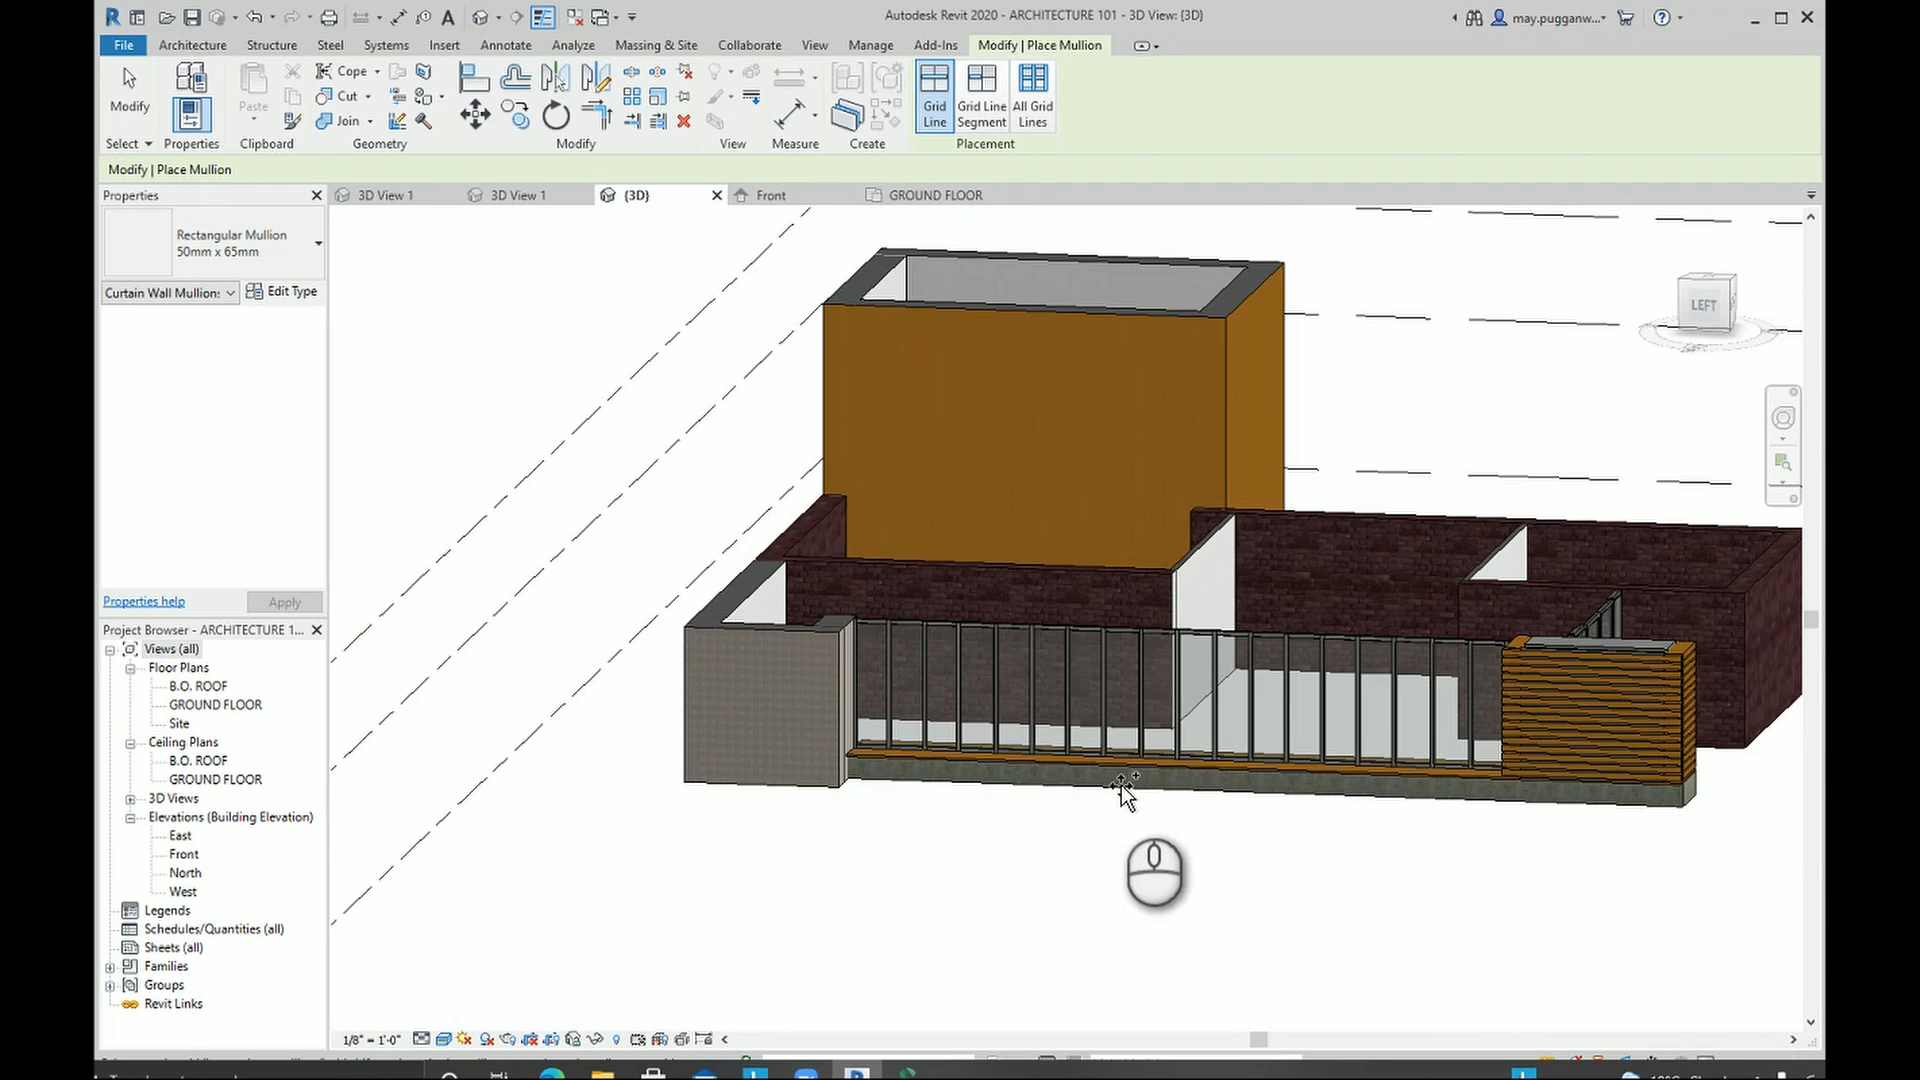 Autodesk Revit 2020 - ARCHITECTURE 101 - 3D View: {3D}
may.pugganw...
File Architecture Structure Steel Systems Insert Annotate Analyze Massing & Site Collaborate View Manage Add-Ins Modify | Place Mullion
Modify
Paste
Cope
Cut
Join
Grid Line
Grid Line Segment
All Grid Lines
Select Properties Clipboard Geometry Modify View Measure Create Placement
Modify | Place Mullion
Properties
3D View 1
3D View 1
{3D}
Front
GROUND FLOOR
Rectangular Mullion
50mm x 65mm
Curtain Wall Mullion:
Edit Type
LEFT
Properties help
Apply
Project Browser - ARCHITECTURE 1...
Views (all)
Floor Plans
B.O. ROOF
GROUND FLOOR
Site
Ceiling Plans
B.O. ROOF
GROUND FLOOR
3D Views
Elevations (Building Elevation)
East
Front
North
West
Legends
Schedules/Quantities (all)
Sheets (all)
Families
Groups
Revit Links
1/8" = 1'-0"